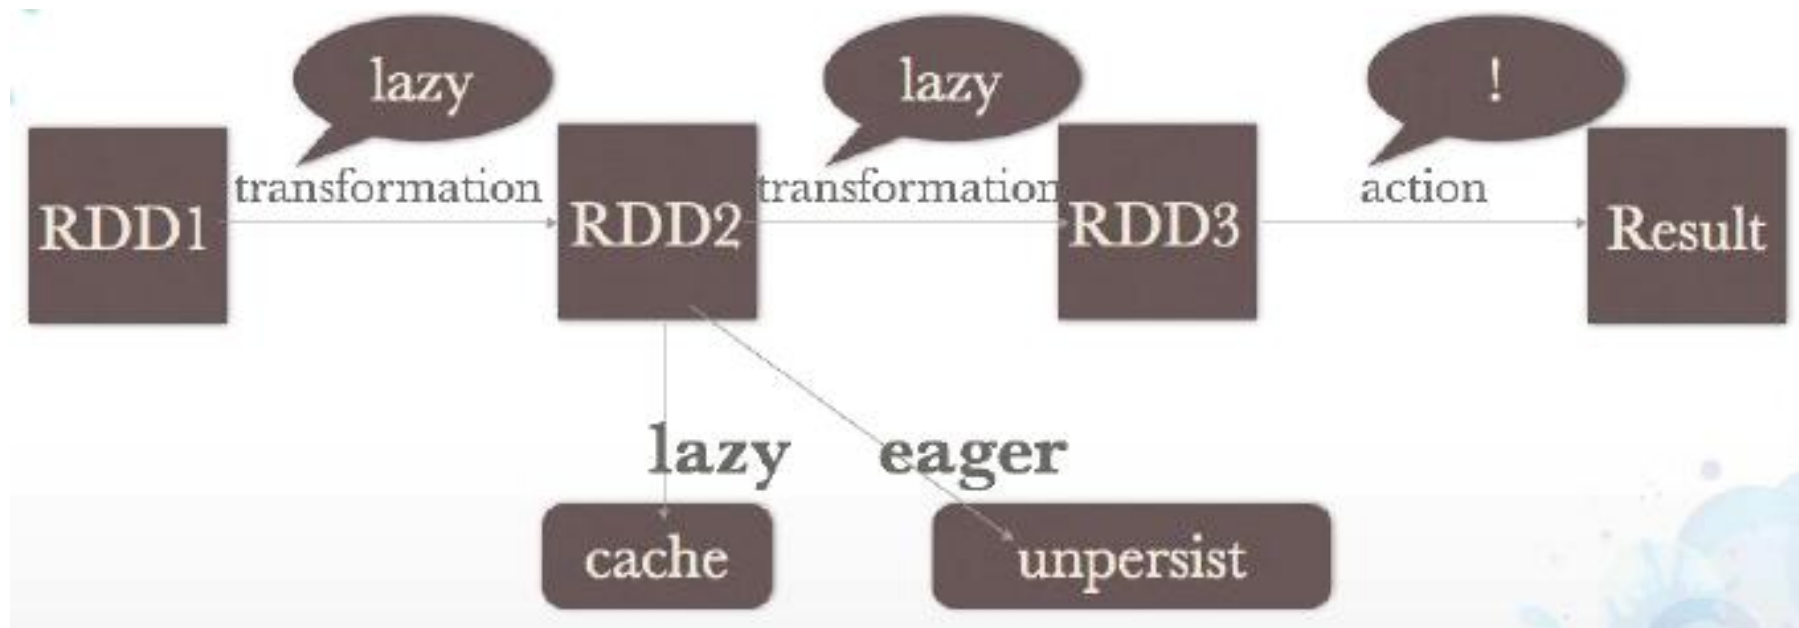 lazy
lazy
!
transformation
transformation
action
RDD1
RDD2
RDD3
Result
lazy
eager
cache
unpersist